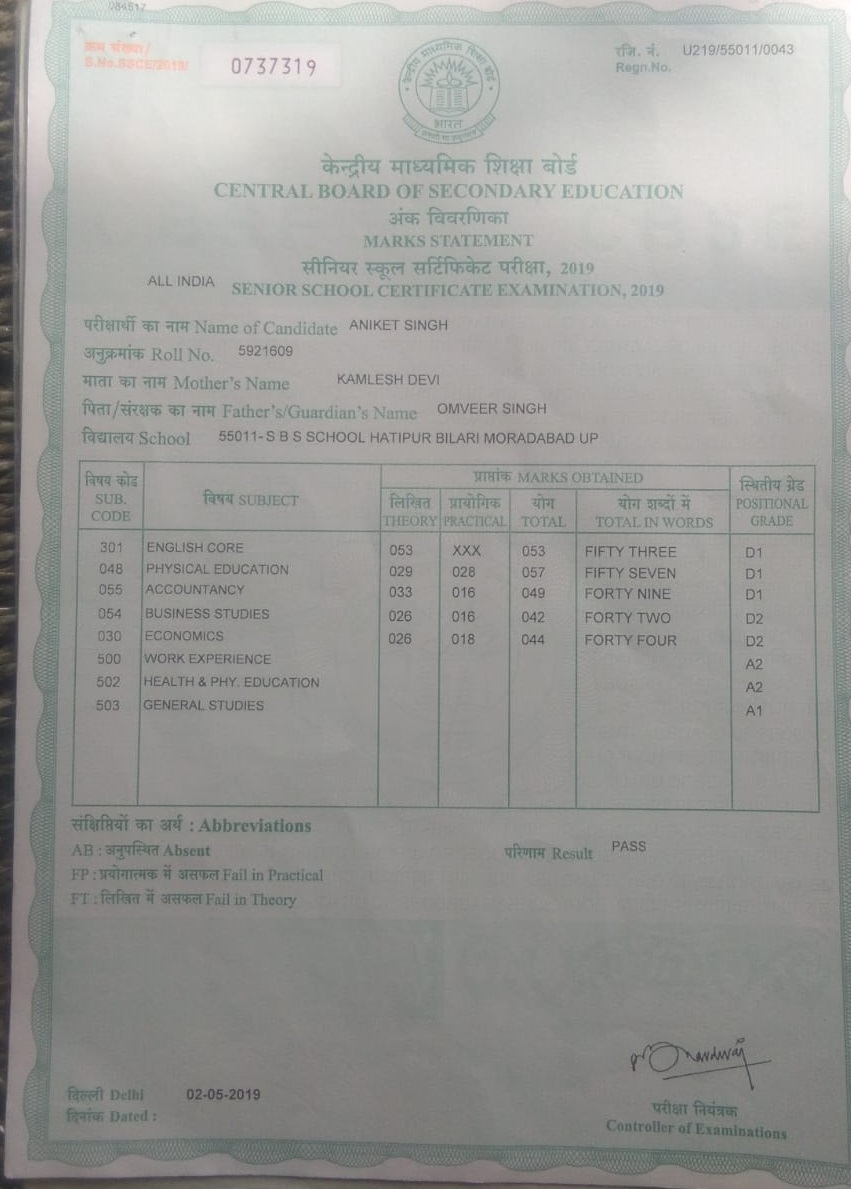 084517
क्रम संख्या/
S.No.SSCE/2019/
0737319
रजि. नं. U219/55011/0043
Regn.No.
केन्द्रीय माध्यमिक शिक्षा बोर्ड
भारत
केन्द्रीय माध्यमिक शिक्षा बोर्ड
CENTRAL BOARD OF SECONDARY EDUCATION
अंक विवरणिका
MARKS STATEMENT
सीनियर स्कूल सर्टिफिकेट परीक्षा, 2019
ALL INDIA SENIOR SCHOOL CERTIFICATE EXAMINATION, 2019
परीक्षार्थी का नाम Name of Candidate ANIKET SINGH
अनुक्रमांक Roll No. 5921609
माता का नाम Mother's Name KAMLESH DEVI
पिता/संरक्षक का नाम Father's/Guardian's Name OMVEER SINGH
विद्यालय School 55011- S B S SCHOOL HATIPUR BILARI MORADABAD UP
विषय कोड SUB. CODE
विषय SUBJECT
प्राप्तांक MARKS OBTAINED
लिखित THEORY
प्रायोगिक PRACTICAL
योग TOTAL
योग शब्दों में TOTAL IN WORDS
स्थितीय ग्रेड POSITIONAL GRADE
301 ENGLISH CORE 053 XXX 053 FIFTY THREE D1
048 PHYSICAL EDUCATION 029 028 057 FIFTY SEVEN D1
055 ACCOUNTANCY 033 016 049 FORTY NINE D1
054 BUSINESS STUDIES 026 016 042 FORTY TWO D2
030 ECONOMICS 026 018 044 FORTY FOUR D2
500 WORK EXPERIENCE A2
502 HEALTH & PHY. EDUCATION A2
503 GENERAL STUDIES A1
संक्षिप्तियों का अर्थ : Abbreviations
AB : अनुपस्थित Absent
परिणाम Result PASS
FP : प्रयोगात्मक में असफल Fail in Practical
FT : लिखित में असफल Fail in Theory
दिल्ली Delhi 02-05-2019
दिनांक Dated :
परीक्षा नियंत्रक
Controller of Examinations